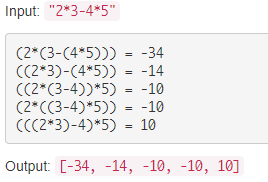 Input: "2*3-4*5"
(2*(3-(4*5))) = -34
((2*3)-(4*5)) = -14
((2*(3-4))*5) = -10
(2*((3-4)*5)) = -10
(((2*3)-4)*5) = 10
Output: [-34, -14, -10, -10, 10]